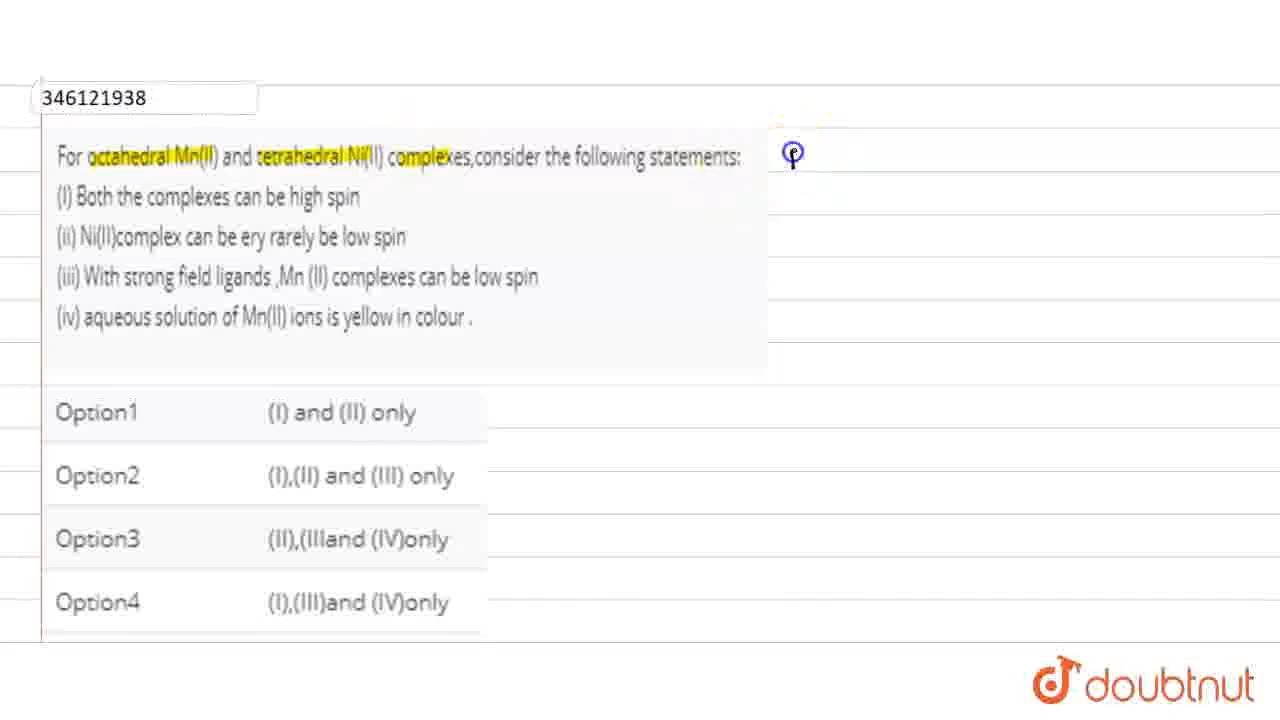 346121938
For octahedral Mn(II) and tetrahedral Ni(II) complexes,consider the following statements:
(I) Both the complexes can be high spin
(ii) Ni(II)complex can be ery rarely be low spin
(iii) With strong field ligands ,Mn (II) complexes can be low spin
(iv) aqueous solution of Mn(II) ions is yellow in colour .
Option1 (I) and (II) only
Option2 (I),(II) and (III) only
Option3 (II),(IIIand (IV)only
Option4 (I),(III)and (IV)only
doubtnut